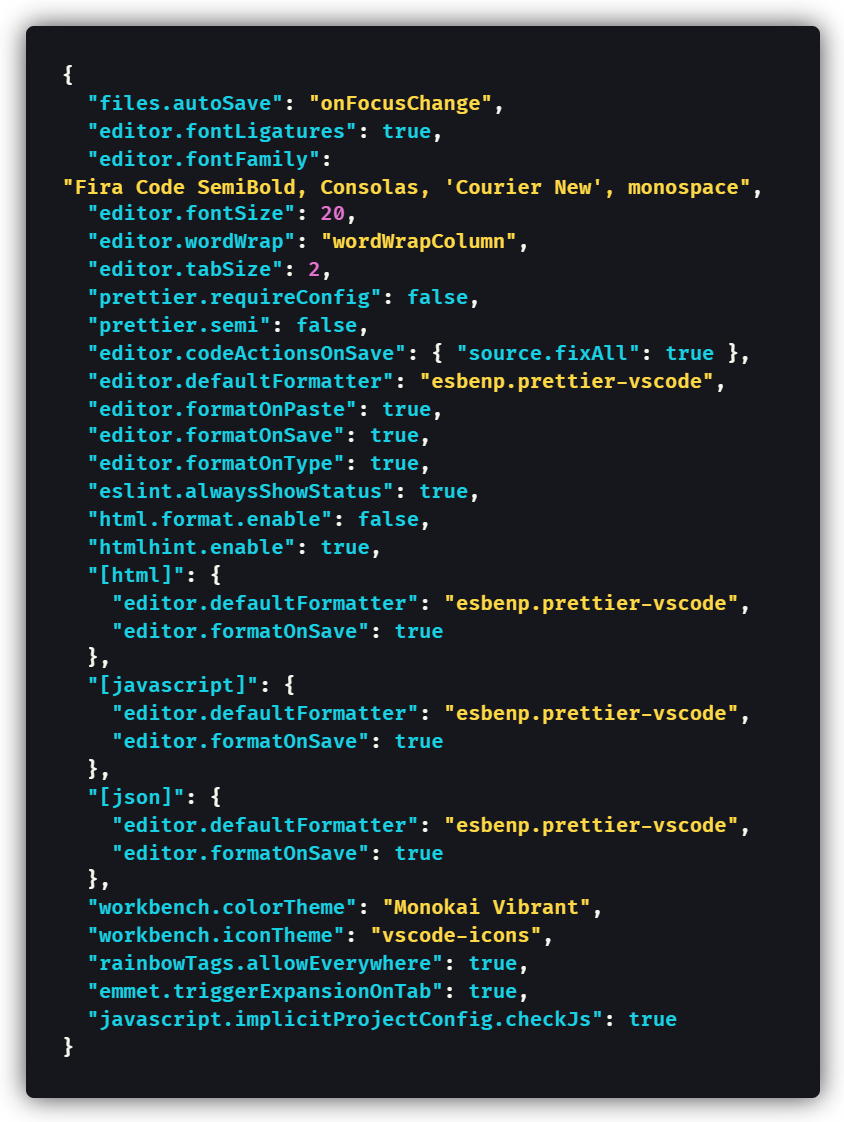 {
  "files.autoSave": "onFocusChange",
  "editor.fontLigatures": true,
  "editor.fontFamily":
"Fira Code SemiBold, Consolas, 'Courier New', monospace",
  "editor.fontSize": 20,
  "editor.wordWrap": "wordWrapColumn",
  "editor.tabSize": 2,
  "prettier.requireConfig": false,
  "prettier.semi": false,
  "editor.codeActionsOnSave": { "source.fixAll": true },
  "editor.defaultFormatter": "esbenp.prettier-vscode",
  "editor.formatOnPaste": true,
  "editor.formatOnSave": true,
  "editor.formatOnType": true,
  "eslint.alwaysShowStatus": true,
  "html.format.enable": false,
  "htmlhint.enable": true,
  "[html]": {
    "editor.defaultFormatter": "esbenp.prettier-vscode",
    "editor.formatOnSave": true
  },
  "[javascript]": {
    "editor.defaultFormatter": "esbenp.prettier-vscode",
    "editor.formatOnSave": true
  },
  "[json]": {
    "editor.defaultFormatter": "esbenp.prettier-vscode",
    "editor.formatOnSave": true
  },
  "workbench.colorTheme": "Monokai Vibrant",
  "workbench.iconTheme": "vscode-icons",
  "rainbowTags.allowEverywhere": true,
  "emmet.triggerExpansionOnTab": true,
  "javascript.implicitProjectConfig.checkJs": true
}